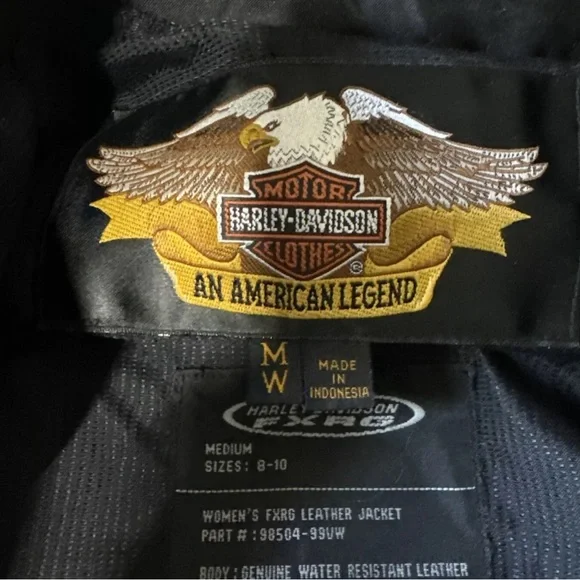 MOTOR
HARLEY-DAVIDSON
CLOTHES
®
AN AMERICAN LEGEND
M
W
MADE
IN
INDONESIA
HARLEY-DAVIDSON
FXRG
MEDIUM
SIZES: 8-10
WOMEN'S FXRG LEATHER JACKET
PART #: 98504-99VW
BODY: GENUINE WATER RESISTANT LEATHER